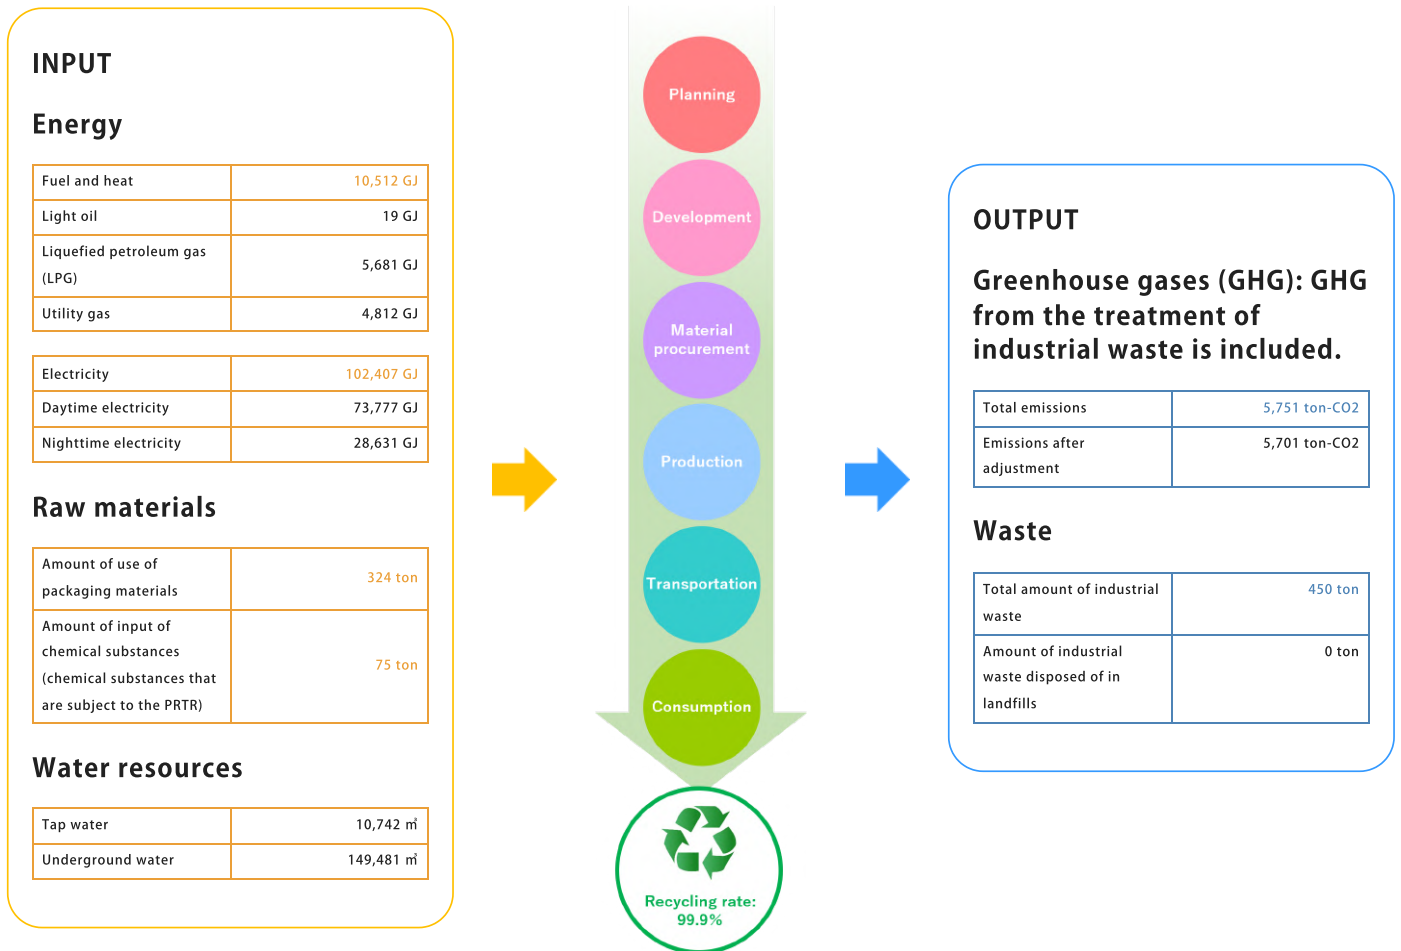 INPUT
Energy
Fuel and heat 10,512 GJ
Light oil 19 GJ
Liquefied petroleum gas
(LPG) 5,681 GJ
Utility gas 4,812 GJ
Electricity 102,407 GJ
Daytime electricity 73,777 GJ
Nighttime electricity 28,631 GJ
Raw materials
Amount of use of
packaging materials 324 ton
Amount of input of
chemical substances
(chemical substances that
are subject to the PRTR) 75 ton
Water resources
Tap water 10,742 ㎥
Underground water 149,481 ㎥
Planning
Development
Material
procurement
Production
Transportation
Consumption
Recycling rate:
99.9%
OUTPUT
Greenhouse gases (GHG): GHG
from the treatment of
industrial waste is included.
Total emissions 5,751 ton-CO2
Emissions after 5,701 ton-CO2
adjustment
Waste
Total amount of industrial 450 ton
waste
Amount of industrial 0 ton
waste disposed of in
landfills